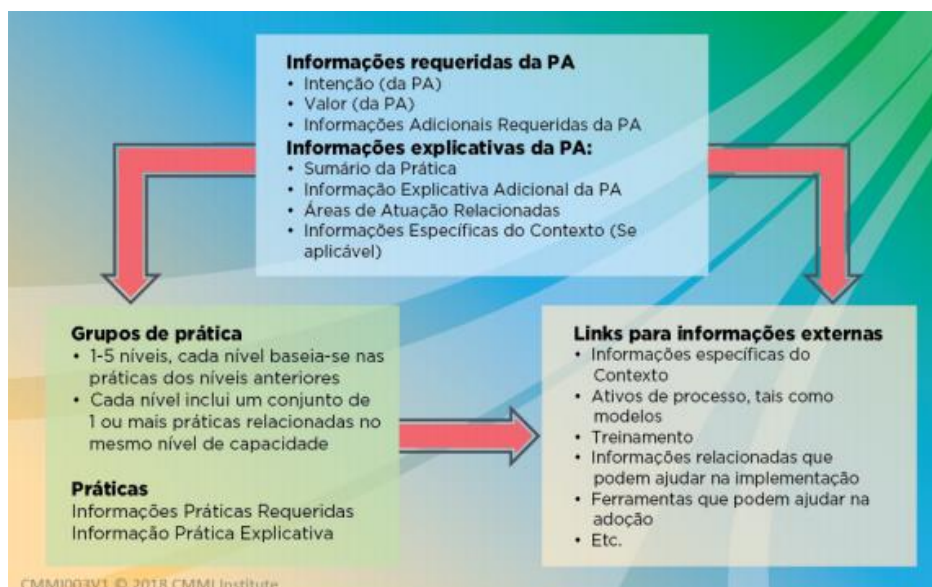 Informações requeridas da PA
• Intenção (da PA)
• Valor (da PA)
• Informações Adicionais Requeridas da PA
Informações explicativas da PA:
• Sumário da Prática
• Informação Explicativa Adicional da PA
• Áreas de Atuação Relacionadas
• Informações Específicas do Contexto (Se
aplicável)
Grupos de prática
• 1-5 níveis, cada nível baseia-se nas
práticas dos níveis anteriores
• Cada nível inclui um conjunto de
1 ou mais práticas relacionadas no
mesmo nível de capacidade
Práticas
Informações Práticas Requeridas
Informação Prática Explicativa
Links para informações externas
• Informações específicas do
Contexto
• Ativos de processo, tais como
modelos
• Treinamento
• Informações relacionadas que
podem ajudar na implementação
• Ferramentas que podem ajudar na
adoção
• Etc.
CMMI003V1 © 2018 CMMI Institute